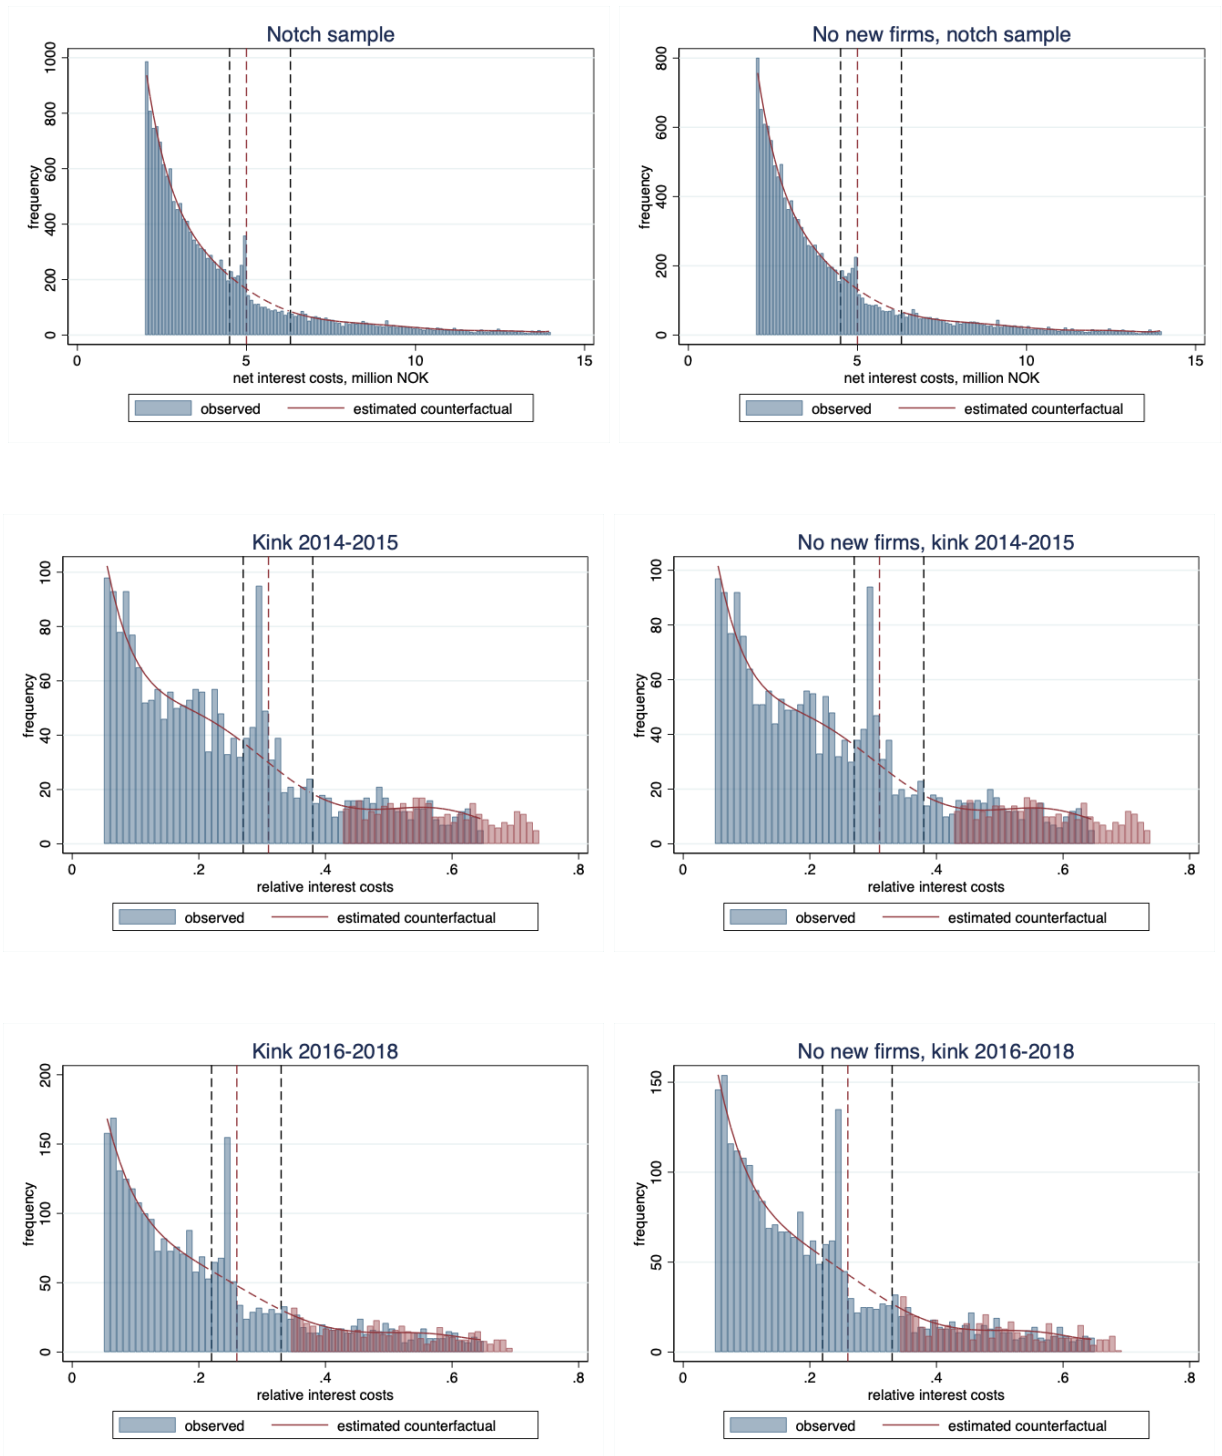 Notch sample
1000
800
600
400
200
0
frequency
0 5 10 15
net interest costs, million NOK
observed estimated counterfactual
No new firms, notch sample
800
600
400
200
0
frequency
0 5 10 15
net interest costs, million NOK
observed estimated counterfactual
Kink 2014-2015
100
80
60
40
20
0
frequency
0 .2 .4 .6 .8
relative interest costs
observed estimated counterfactual
No new firms, kink 2014-2015
100
80
60
40
20
0
frequency
0 .2 .4 .6 .8
relative interest costs
observed estimated counterfactual
Kink 2016-2018
200
150
100
50
0
frequency
0 .2 .4 .6 .8
relative interest costs
observed estimated counterfactual
No new firms, kink 2016-2018
150
100
50
0
frequency
0 .2 .4 .6 .8
relative interest costs
observed estimated counterfactual